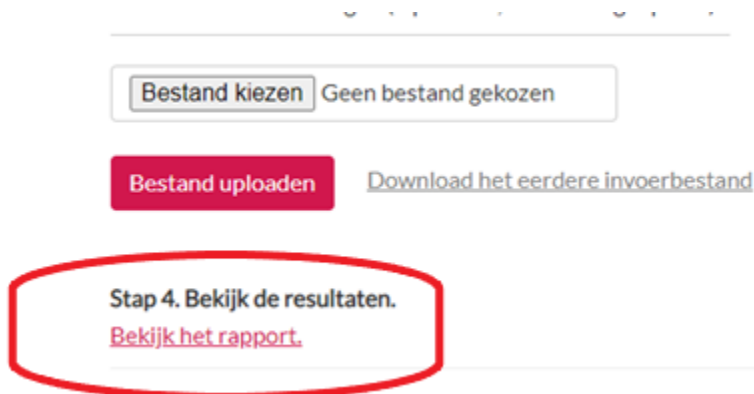 Bestand kiezen Geen bestand gekozen
Bestand uploaden Download het eerdere invoerbestand
Stap 4. Bekijk de resultaten.
Bekijk het rapport.